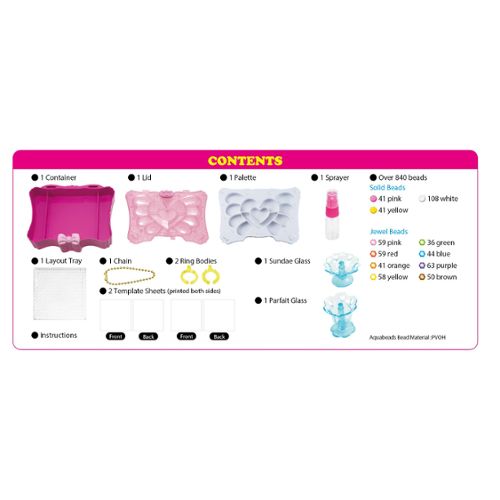 CONTENTS
● 1 Container
● 1 Lid
● 1 Palette
● 1 Sprayer
● Over 840 beads
Solid Beads
41 pink
108 white
41 yellow
Jewel Beads
59 pink
36 green
59 red
44 blue
41 orange
63 purple
58 yellow
50 brown
● 1 Layout Tray
● 1 Chain
● 2 Ring Bodies
● 1 Sundae Glass
● 2 Template Sheets (printed both sides)
● 1 Parfait Glass
Front
Back
Front
Back
● Instructions
Aquabeads Bead Material : PVOH